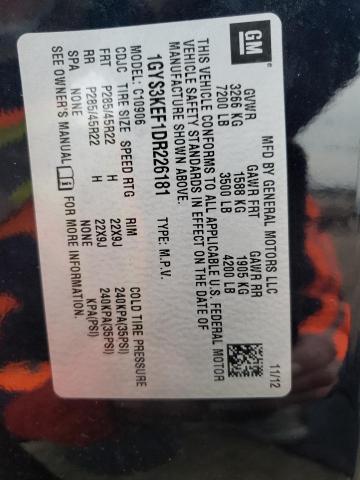 GM
MFD BY GENERAL MOTORS LLC 11/12
GVWR GAWR FRT GAWR RR
3266 KG 1588 KG 1905 KG
7200 LB 3500 LB 4200 LB
THIS VEHICLE CONFORMS TO ALL APPLICABLE U.S. FEDERAL MOTOR
VEHICLE SAFETY STANDARDS IN EFFECT ON THE DATE OF
MANUFACTURE SHOWN ABOVE.
1GYS3KEF1DR226181 TYPE: M.P.V.
MODEL: C10906
CDJC TIRE SIZE SPEED RTG RIM COLD TIRE PRESSURE
FRT P285/45R22 H 22X9J 240KPA(35PSI)
RR P285/45R22 H 22X9J 240KPA(35PSI)
SPA NONE NONE KPA(PSI)
SEE OWNER'S MANUAL FOR MORE INFORMATION.